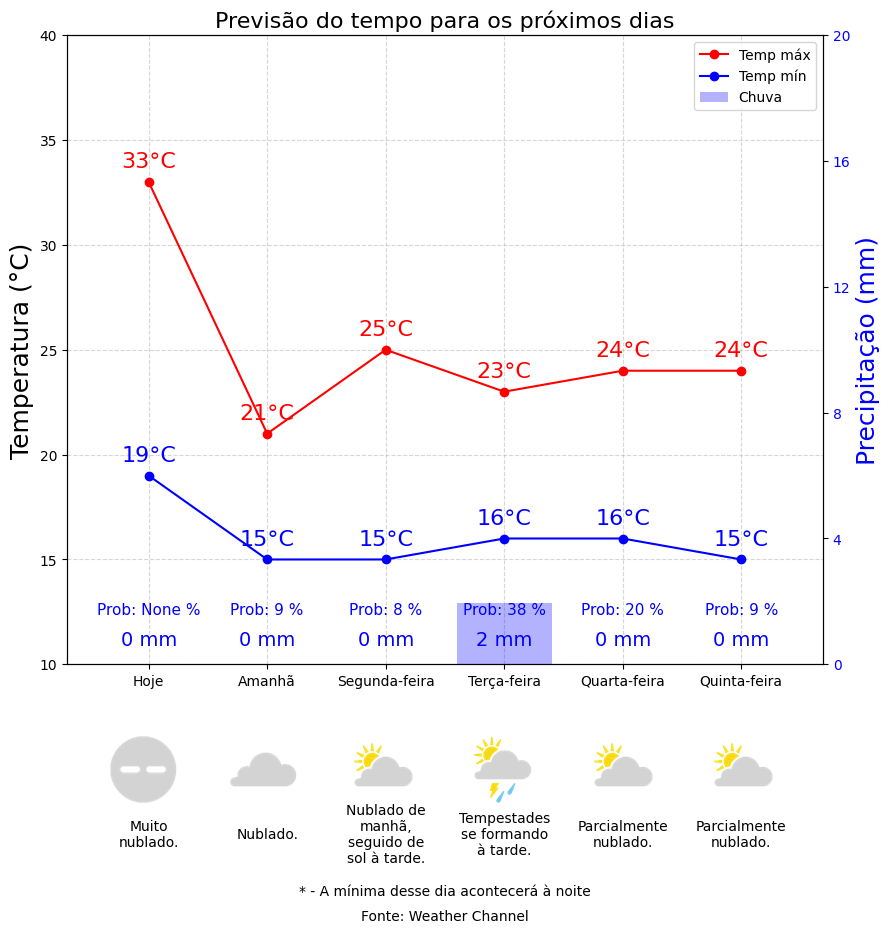 Previsão do tempo para os próximos dias
Temp máx
Temp mín
Chuva
Temperatura (°C)
Precipitação (mm)
40
35
30
25
20
15
10
20
16
12
8
4
0
33°C
21°C
25°C
23°C
24°C
24°C
19°C
15°C
15°C
16°C
16°C
15°C
Prob: None %
Prob: 9 %
Prob: 8 %
Prob: 38 %
Prob: 20 %
Prob: 9 %
0 mm
0 mm
0 mm
2 mm
0 mm
0 mm
Hoje
Amanhã
Segunda-feira
Terça-feira
Quarta-feira
Quinta-feira
Muito
nublado.
Nublado.
Nublado de
manhã,
seguido de
sol à tarde.
Tempestades
se formando
à tarde.
Parcialmente
nublado.
Parcialmente
nublado.
* - A mínima desse dia acontecerá à noite
Fonte: Weather Channel